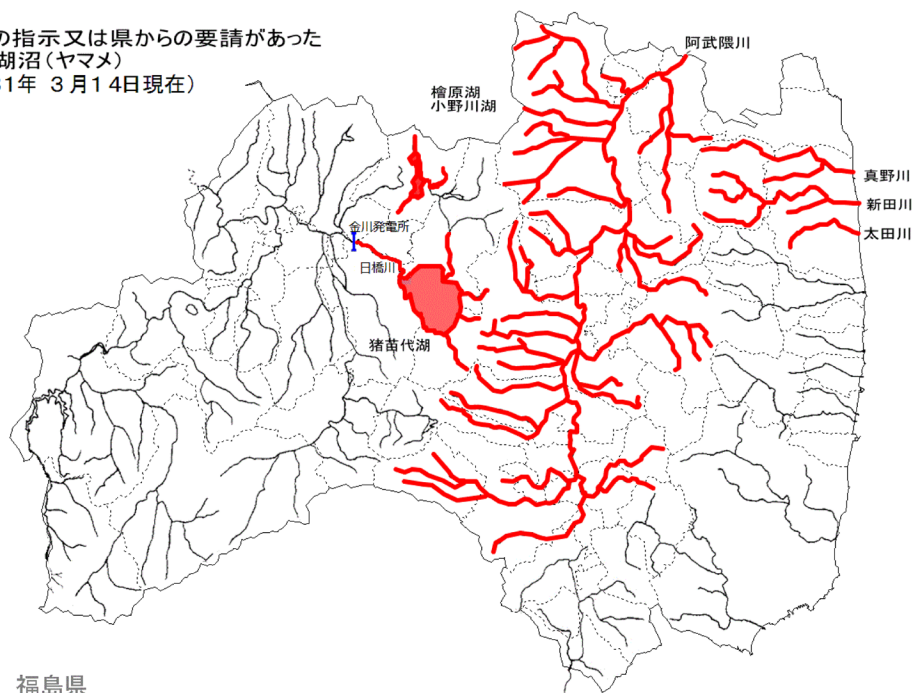 の指示又は県からの要請があった
湖沼（ヤマメ）
31年 3月14日現在）
阿武隈川
檜原湖
小野川湖
真野川
新田川
太田川
金川発電所
日橋川
猪苗代湖
福島県